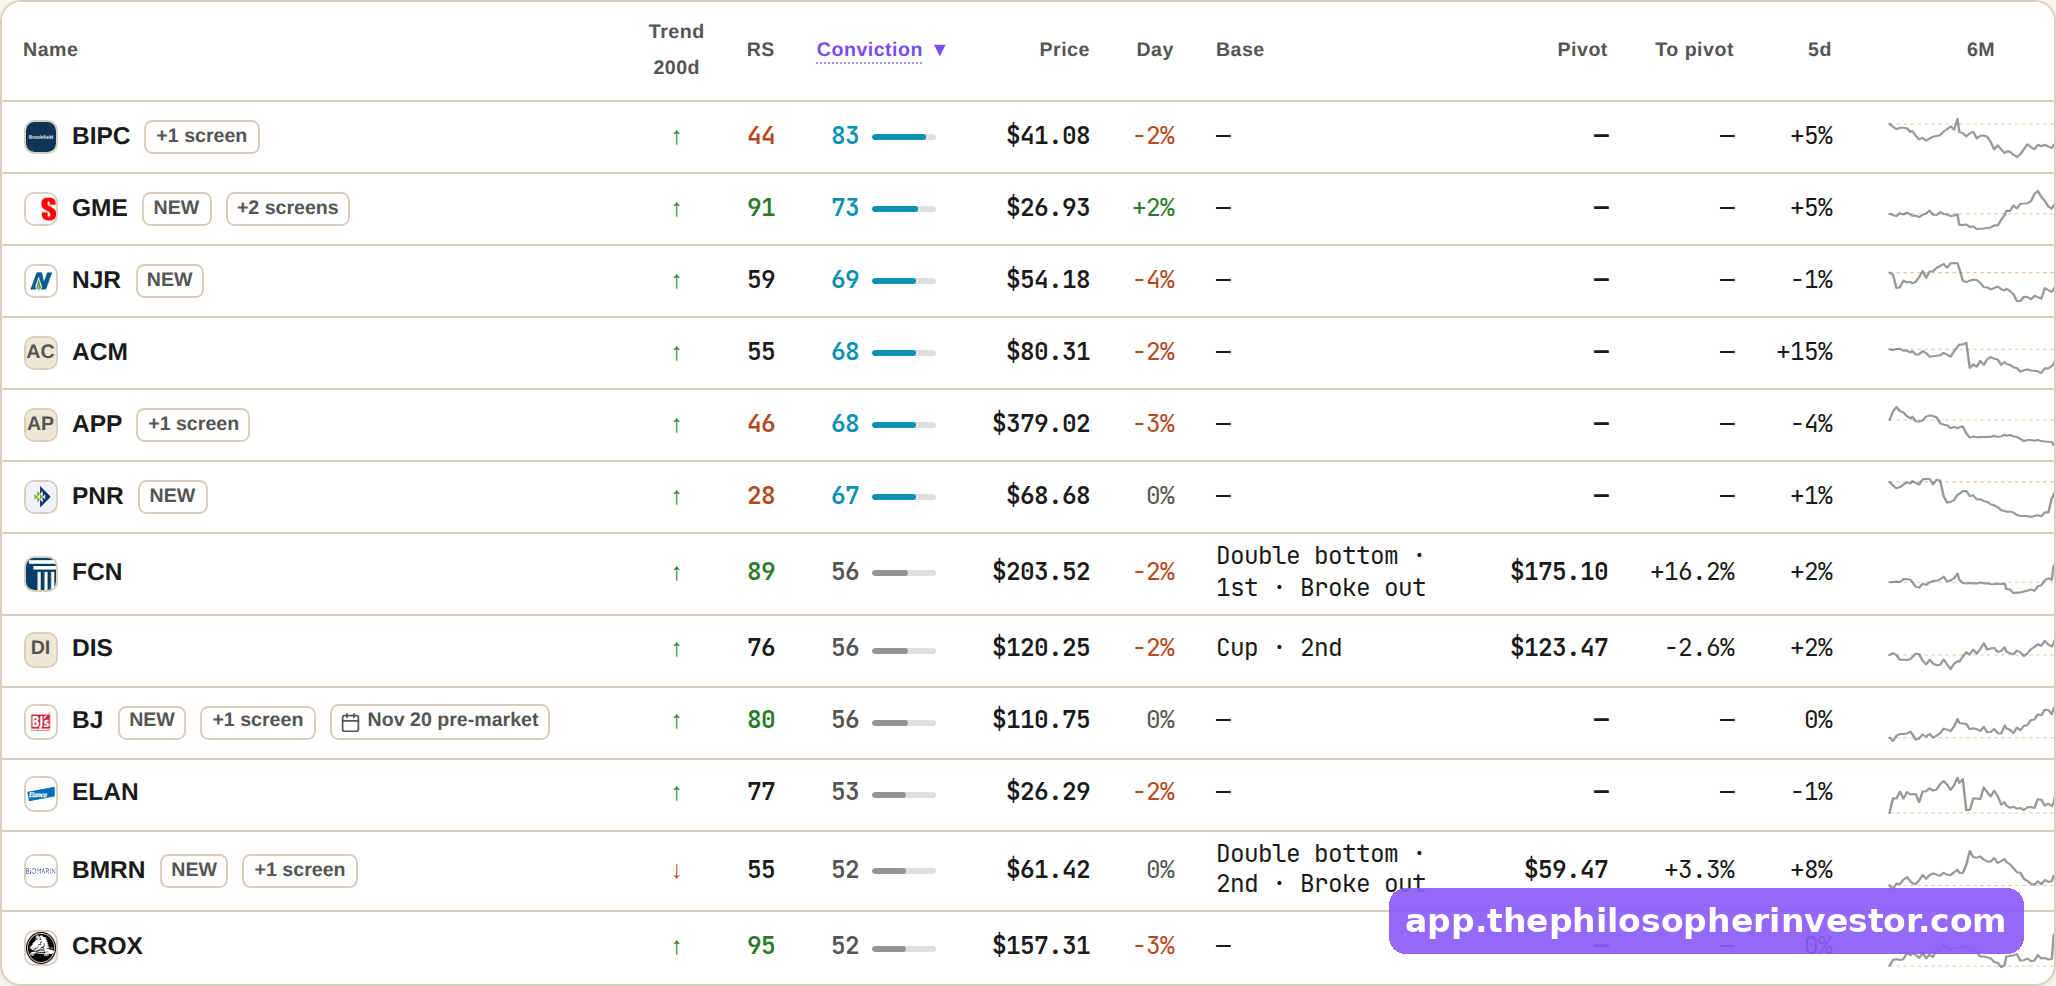 Name Trend 200d RS Conviction ▼ Price Day Base Pivot To pivot 5d 6M
Brookfield BIPC +1 screen ↑ 44 83 $41.08 -2% — — — +5%
S GME NEW +2 screens ↑ 91 73 $26.93 +2% — — — +5%
NJR NEW ↑ 59 69 $54.18 -4% — — — -1%
AC ACM ↑ 55 68 $80.31 -2% — — — +15%
AP APP +1 screen ↑ 46 68 $379.02 -3% — — — -4%
PNR NEW ↑ 28 67 $68.68 0% — — — +1%
FCN ↑ 89 56 $203.52 -2% Double bottom · 1st · Broke out $175.10 +16.2% +2%
DI DIS ↑ 76 56 $120.25 -2% Cup · 2nd $123.47 -2.6% +2%
BJs BJ NEW +1 screen Nov 20 pre-market ↑ 80 56 $110.75 0% — — — 0%
Elanco ELAN ↑ 77 53 $26.29 -2% — — — -1%
BIOMARIN BMRN NEW +1 screen ↓ 55 52 $61.42 0% Double bottom · 2nd · Broke out $59.47 +3.3% +8%
CROX ↑ 95 52 $157.31 -3% — — — 0%
app.thephilosopherinvestor.com